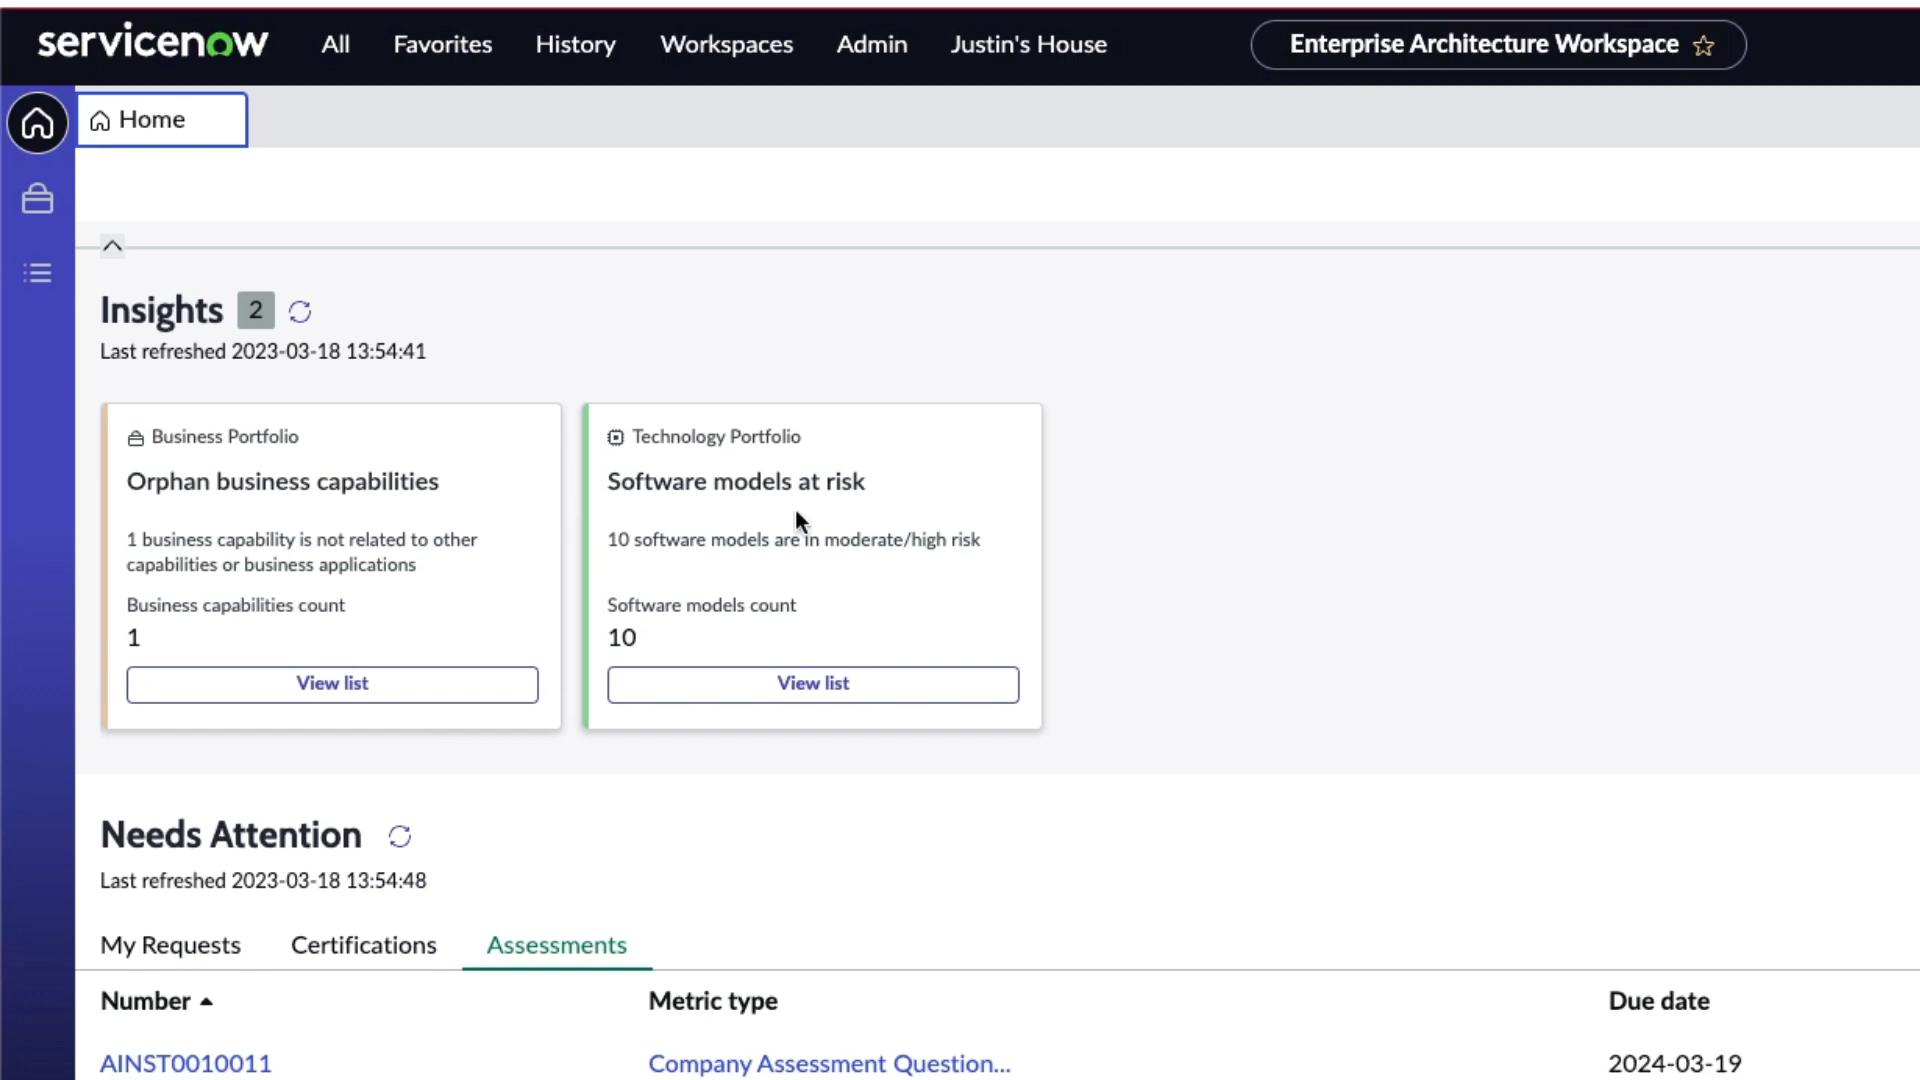 servicenow All Favorites History Workspaces Admin Justin's House Enterprise Architecture Workspace
Home
Insights 2
Last refreshed 2023-03-18 13:54:41
Business Portfolio
Orphan business capabilities
1 business capability is not related to other
capabilities or business applications
Business capabilities count
1
View list
Technology Portfolio
Software models at risk
10 software models are in moderate/high risk
Software models count
10
View list
Needs Attention
Last refreshed 2023-03-18 13:54:48
My Requests Certifications Assessments
Number Metric type Due date
AINST0010011 Company Assessment Question... 2024-03-19